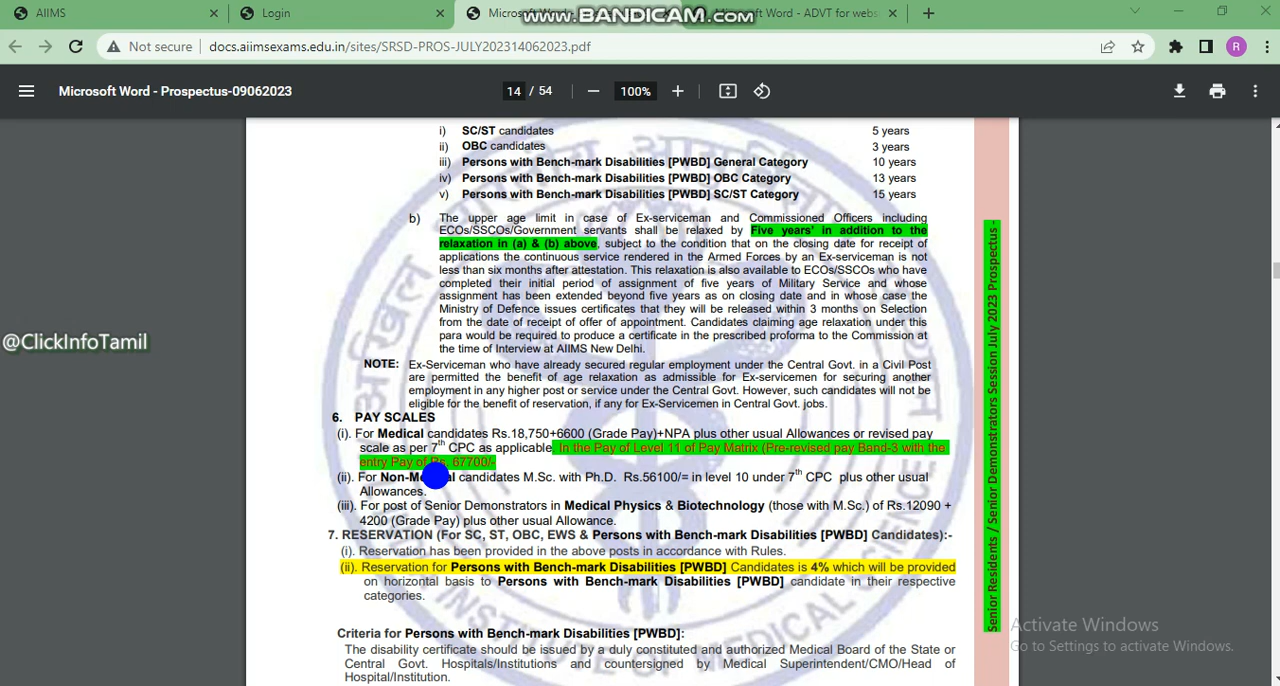 AIIMS
Login
Microsoft
Word - ADVT for webs
www.BANDICAM.com
Not secure
docs.aiimsexams.edu.in/sites/SRSD-PROS-JULY202314062023.pdf
R
Microsoft Word - Prospectus-09062023
14 / 54
100%
i) SC/ST candidates 5 years
ii) OBC candidates 3 years
iii) Persons with Bench-mark Disabilities [PWBD] General Category 10 years
iv) Persons with Bench-mark Disabilities [PWBD] OBC Category 13 years
v) Persons with Bench-mark Disabilities [PWBD] SC/ST Category 15 years
b) The upper age limit in case of Ex-serviceman and Commissioned Officers including
ECOs/SSCOs/Government servants shall be relaxed by Five years' in addition to the
relaxation in (a) & (b) above, subject to the condition that on the closing date for receipt of
applications the continuous service rendered in the Armed Forces by an Ex-serviceman is not
less than six months after attestation. This relaxation is also available to ECOs/SSCOs who have
completed their initial period of assignment of five years of Military Service and whose
assignment has been extended beyond five years as on closing date and in whose case the
Ministry of Defence issues certificates that they will be released within 3 months on Selection
from the date of receipt of offer of appointment. Candidates claiming age relaxation under this
para would be required to produce a certificate in the prescribed proforma to the Commission at
the time of Interview at AIIMS New Delhi.
NOTE: Ex-Serviceman who have already secured regular employment under the Central Govt. in a Civil Post
are permitted the benefit of age relaxation as admissible for Ex-servicemen for securing another
employment in any higher post or service under the Central Govt. However, such candidates will not be
eligible for the benefit of reservation, if any for Ex-Servicemen in Central Govt. jobs.
6. PAY SCALES
(i). For Medical candidates Rs.18,750+6600 (Grade Pay)+NPA plus other usual Allowances or revised pay
scale as per 7th CPC as applicable. In the Pay of Level 11 of Pay Matrix (Pre-revised pay Band-3 with the
entry Pay of Rs. 67700/-
(ii). For Non-Medical candidates M.Sc. with Ph.D. Rs.56100/= in level 10 under 7th CPC plus other usual
Allowances.
(iii). For post of Senior Demonstrators in Medical Physics & Biotechnology (those with M.Sc.) of Rs.12090 +
4200 (Grade Pay) plus other usual Allowance.
7. RESERVATION (For SC, ST, OBC, EWS & Persons with Bench-mark Disabilities [PWBD] Candidates):-
(i). Reservation has been provided in the above posts in accordance with Rules.
(ii). Reservation for Persons with Bench-mark Disabilities [PWBD] Candidates is 4% which will be provided
on horizontal basis to Persons with Bench-mark Disabilities [PWBD] candidate in their respective
categories.
Criteria for Persons with Bench-mark Disabilities [PWBD]:
The disability certificate should be issued by a duly constituted and authorized Medical Board of the State or
Central Govt. Hospitals/Institutions and countersigned by Medical Superintendent/CMO/Head of
Hospital/Institution.
Senior Residents / Senior Demonstrators Session July 2023 Prospectus -
@ClickInfoTamil
Activate Windows
Go to Settings to activate Windows.